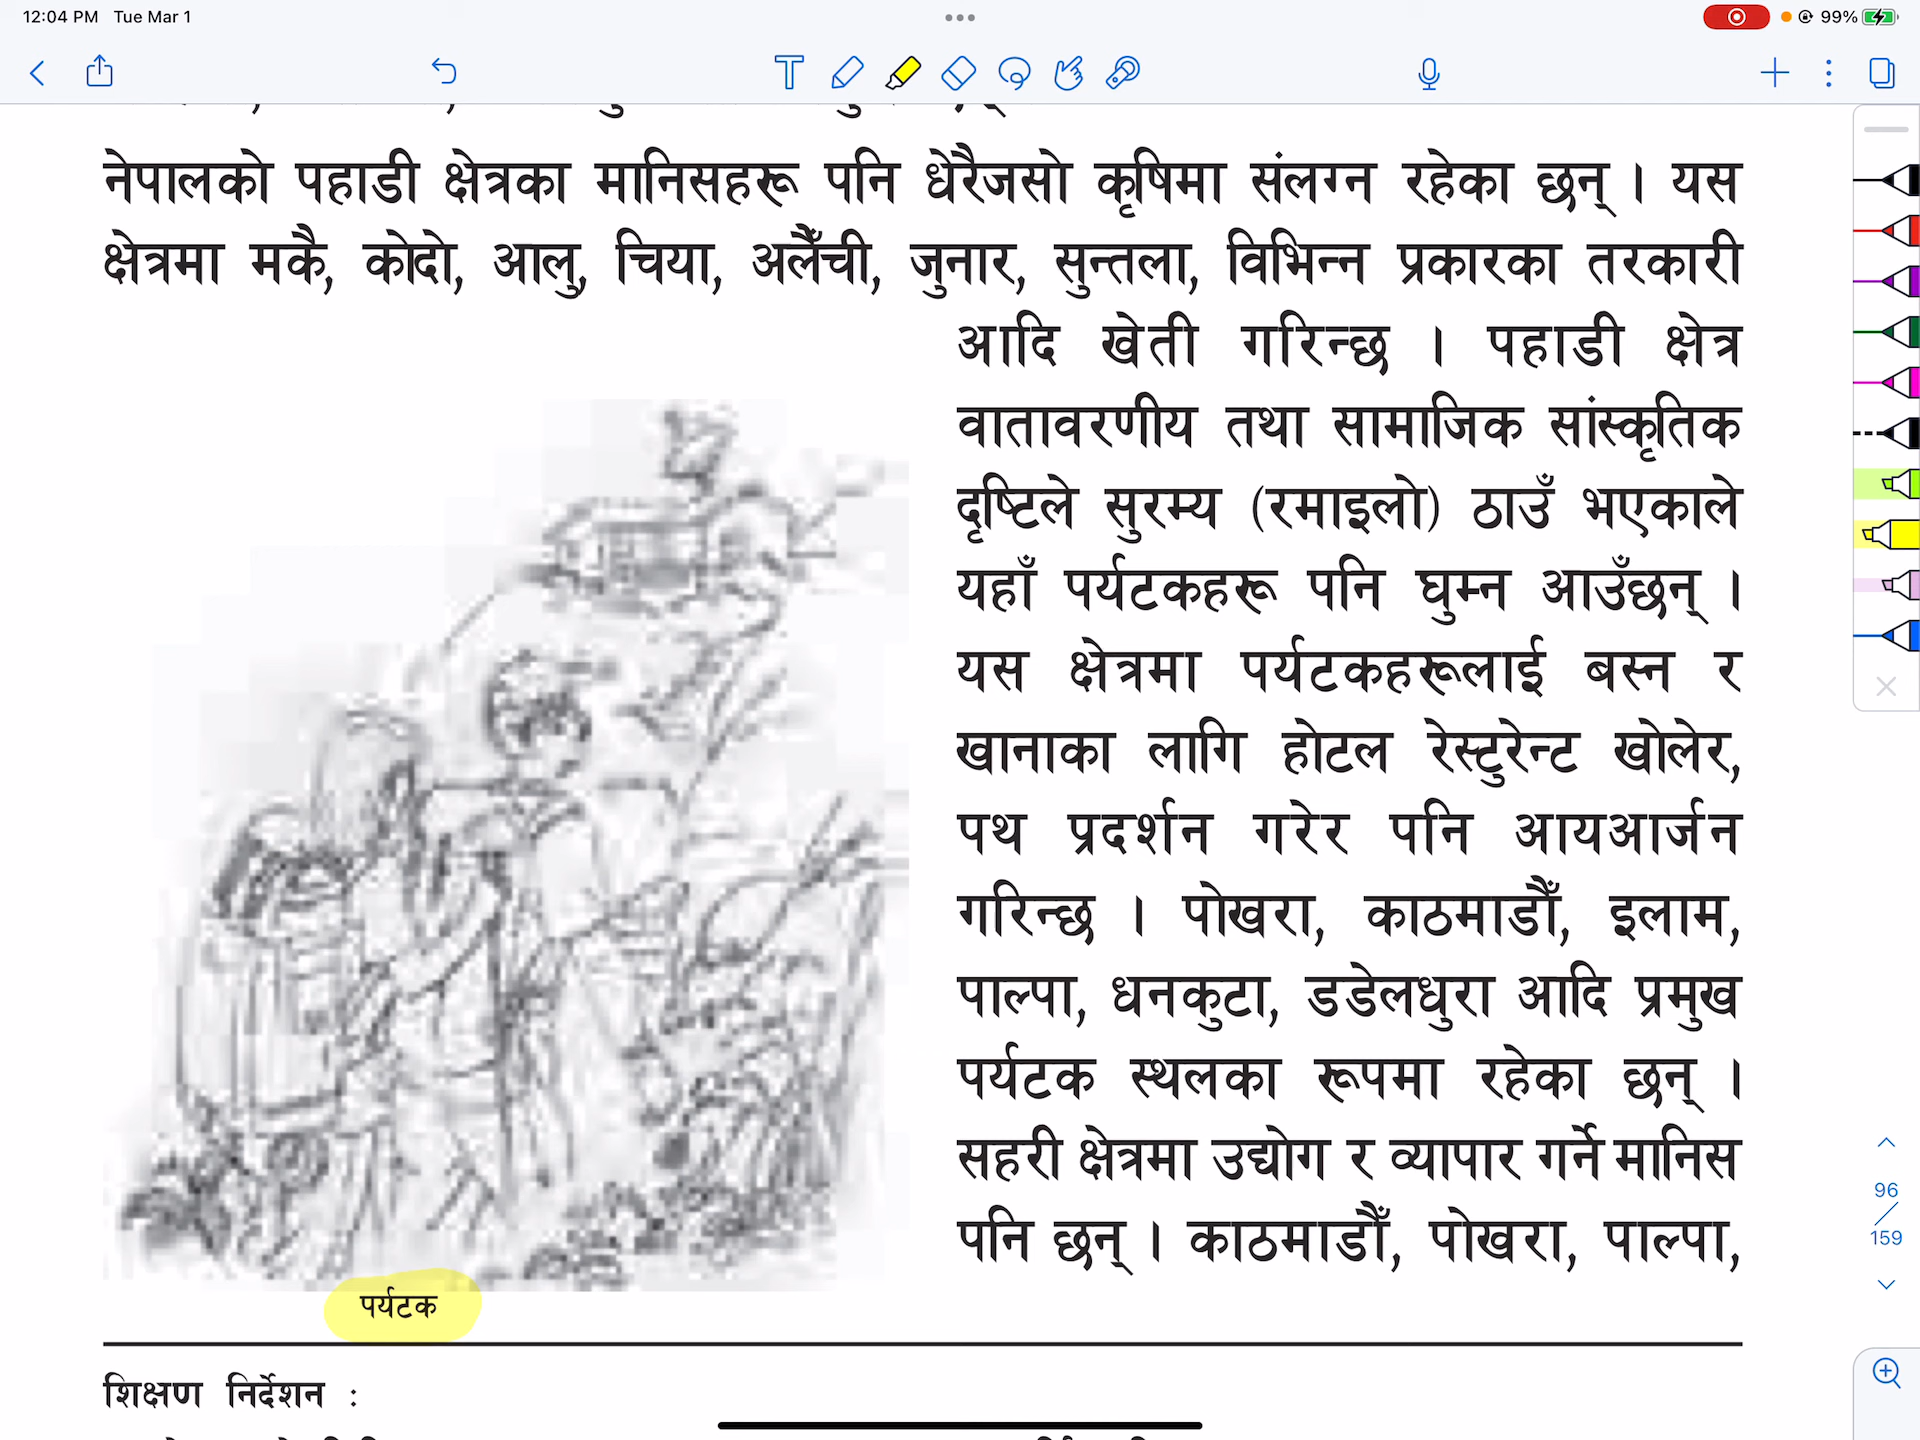 12:04 PM Tue Mar 1
99%
नेपालको पहाडी क्षेत्रका मानिसहरू पनि धेरैजसो कृषिमा संलग्न रहेका छन् । यस
क्षेत्रमा मकै, कोदो, आलु, चिया, अलैँची, जुनार, सुन्तला, विभिन्न प्रकारका तरकारी
आदि खेती गरिन्छ । पहाडी क्षेत्र
वातावरणीय तथा सामाजिक सांस्कृतिक
दृष्टिले सुरम्य (रमाइलो) ठाउँ भएकाले
यहाँ पर्यटकहरू पनि घुम्न आउँछन् ।
यस क्षेत्रमा पर्यटकहरूलाई बस्न र
खानाका लागि होटल रेस्टुरेन्ट खोलेर,
पथ प्रदर्शन गरेर पनि आयआर्जन
गरिन्छ । पोखरा, काठमाडौँ, इलाम,
पाल्पा, धनकुटा, डडेलधुरा आदि प्रमुख
पर्यटक स्थलका रूपमा रहेका छन् ।
सहरी क्षेत्रमा उद्योग र व्यापार गर्ने मानिस
पनि छन् । काठमाडौँ, पोखरा, पाल्पा,
पर्यटक
शिक्षण निर्देशन :
96
159